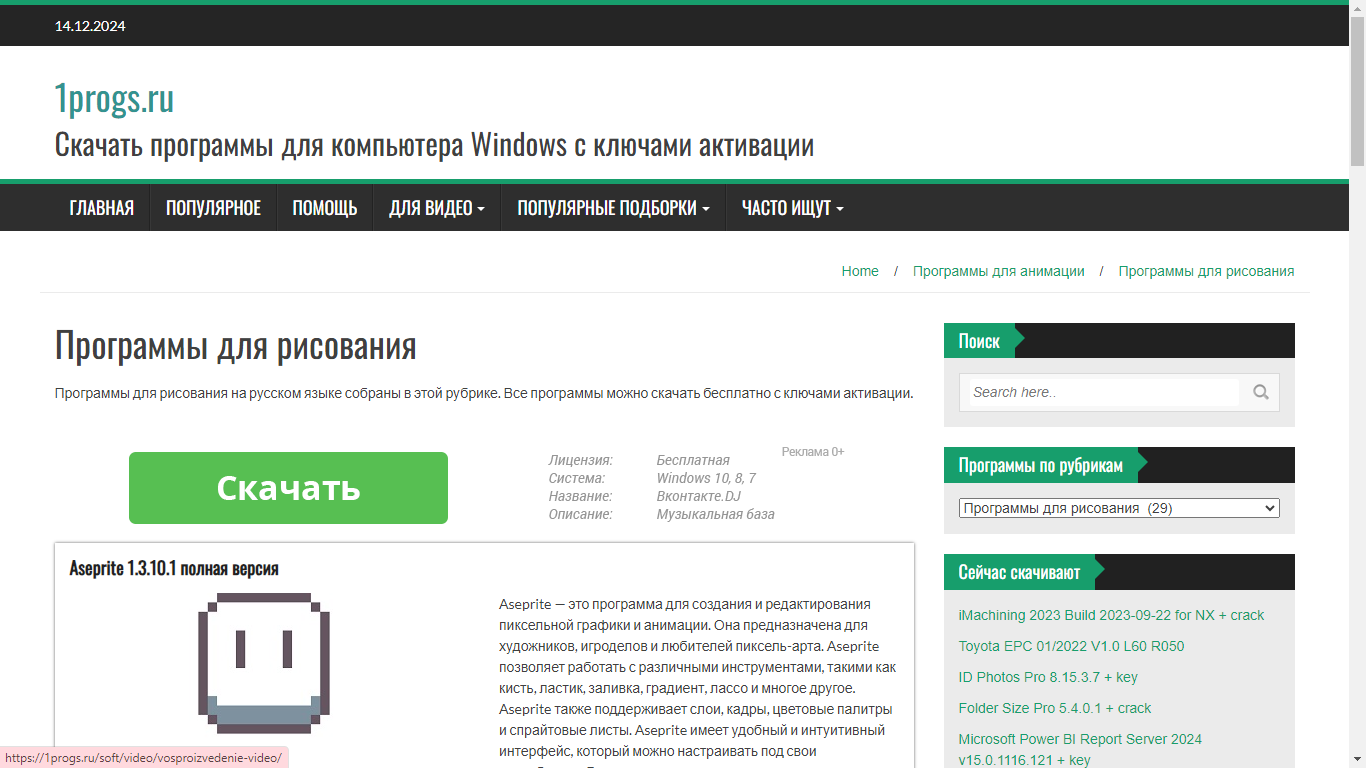 14.12.2024
1progs.ru
Скачать программы для компьютера Windows с ключами активации
ГЛАВНАЯ ПОПУЛЯРНОЕ ПОМОЩЬ ДЛЯ ВИДЕО ПОПУЛЯРНЫЕ ПОДБОРКИ ЧАСТО ИЩУТ
Home / Программы для анимации / Программы для рисования
Программы для рисования
Программы для рисования на русском языке собраны в этой рубрике. Все программы можно скачать бесплатно с ключами активации.
Скачать
Реклама 0+
Лицензия: Бесплатная
Система: Windows 10, 8, 7
Название: Вконтакте.DJ
Описание: Музыкальная база
Aseprite 1.3.10.1 полная версия
Aseprite — это программа для создания и редактирования
пиксельной графики и анимации. Она предназначена для
художников, игроделов и любителей пиксель-арта. Aseprite
позволяет работать с различными инструментами, такими как
кисть, ластик, заливка, градиент, лассо и многое другое.
Aseprite также поддерживает слои, кадры, цветовые палитры
и спрайтовые листы. Aseprite имеет удобный и интуитивный
интерфейс, который можно настраивать под свои
Поиск
Search here..
Программы по рубрикам
Программы для рисования (29)
Сейчас скачивают
iMachining 2023 Build 2023-09-22 for NX + crack
Toyota EPC 01/2022 V1.0 L60 R050
ID Photos Pro 8.15.3.7 + key
Folder Size Pro 5.4.0.1 + crack
Microsoft Power BI Report Server 2024
v15.0.1116.121 + key
https://1progs.ru/soft/video/vosproizvedenie-video/